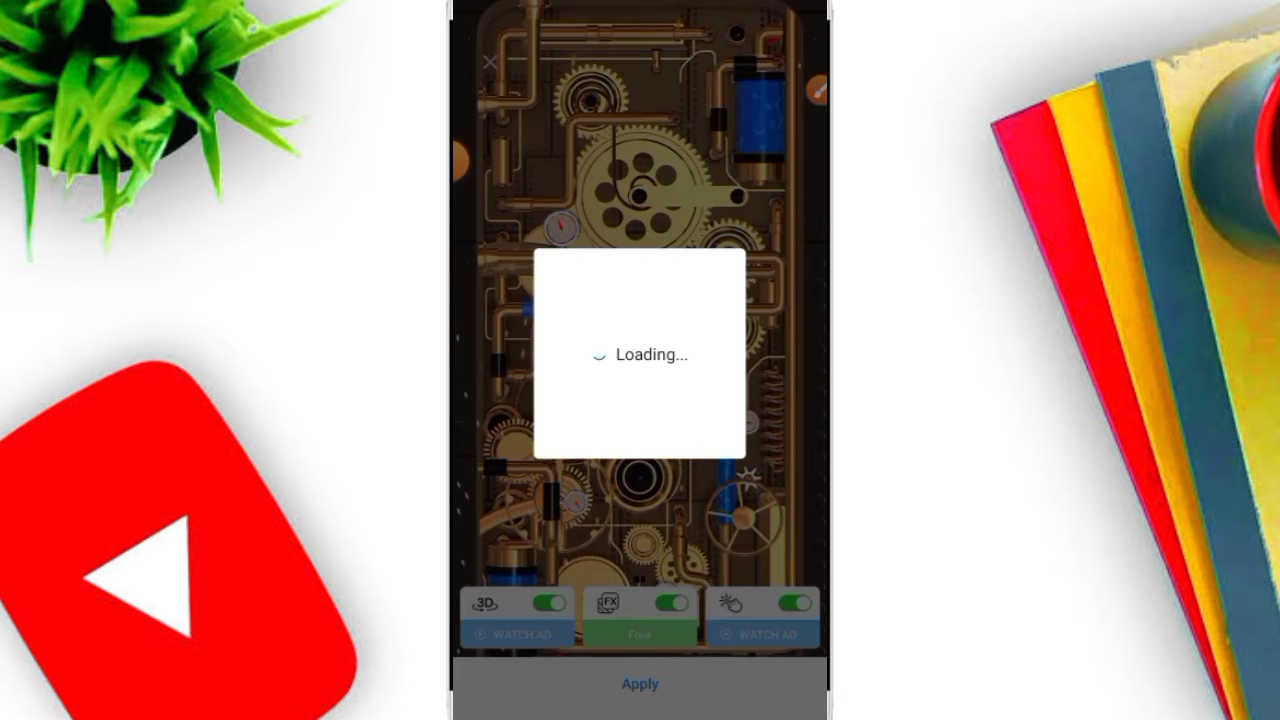 Loading...
3D
FX
WATCH AD
Free
WATCH AD
Apply